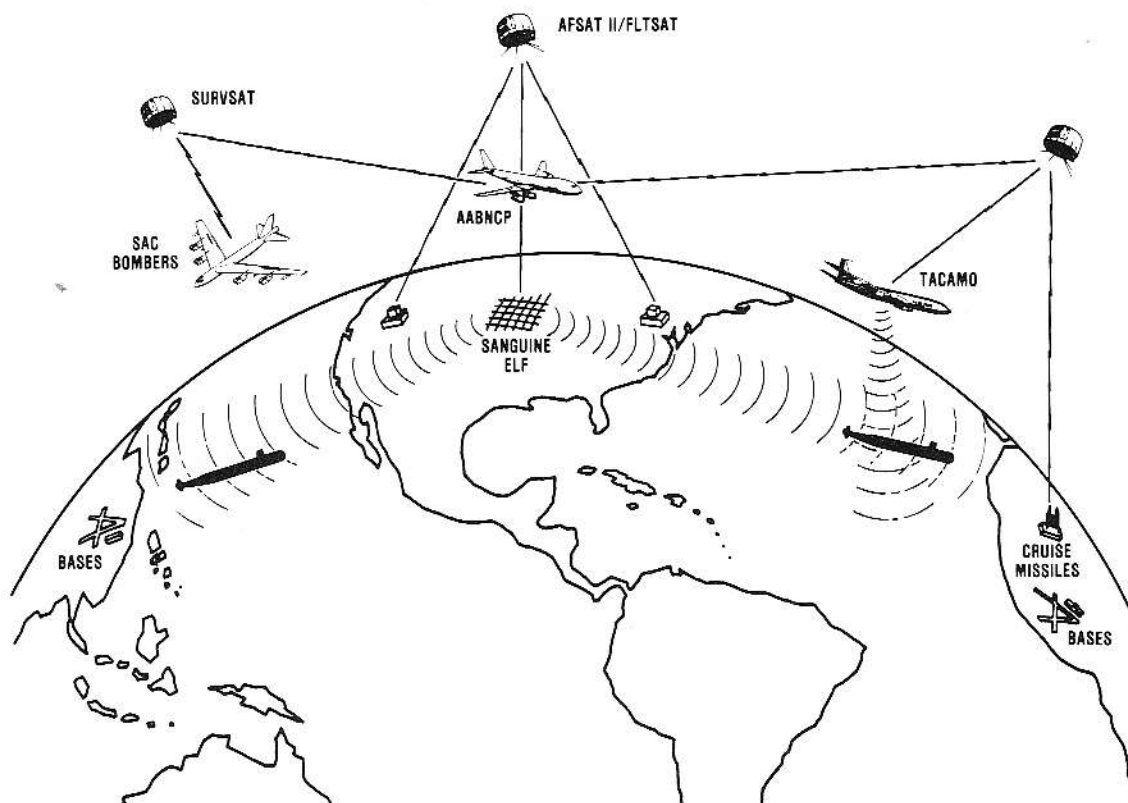 AFSAT II/FLTSAT
SURVSAT
AABNCP
SAC
BOMBERS
TACAMO
SANGUINE
ELF
BASES
CRUISE
MISSILES
BASES